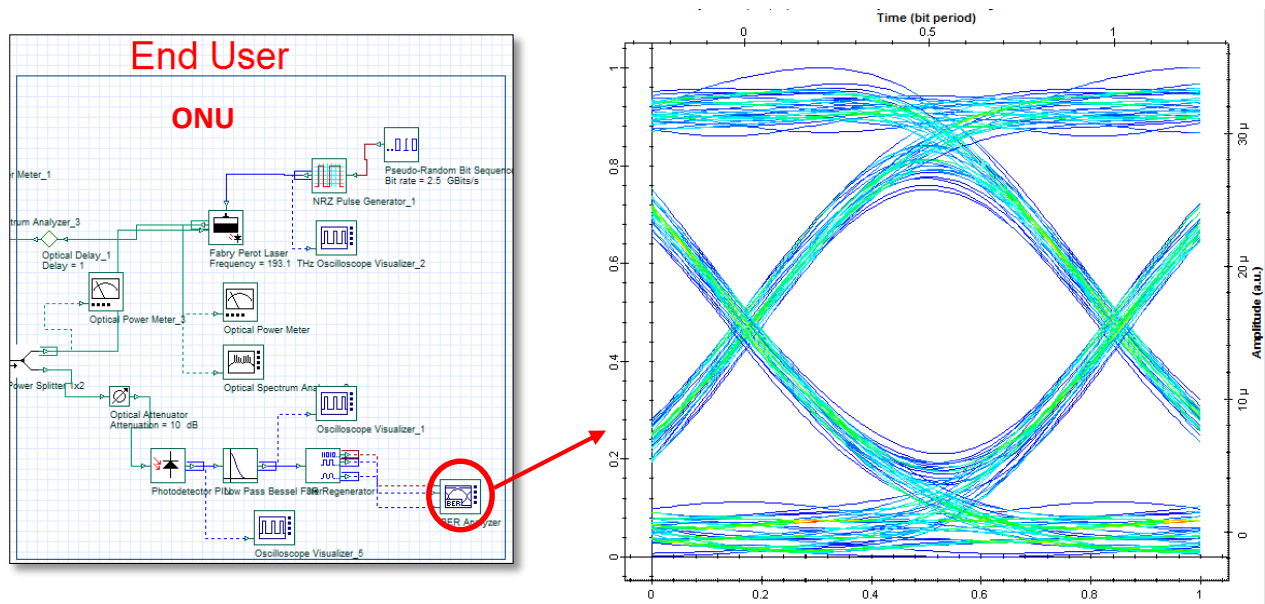 End User
ONU
r Meter_1
trum Analyzer_3
Optical Delay_1
Delay = 1
Optical Power Meter_3
Power Splitter 1x2
Pseudo-Random Bit Sequenc
Bit rate = 2.5 GBits/s
NRZ Pulse Generator_1
Fabry Perot Laser
Frequency = 193.1 THz
Oscilloscope Visualizer_2
Optical Power Meter
Optical Spectrum
Oscilloscope Visualizer_1
Optical Attenuator
Attenuation = 10 dB
Photodetector PIN
Low Pass Bessel
Regenerator
BER
BER Analyzer
Oscilloscope Visualizer_5
Time (bit period)
0 0.5 1
1
0.8
0.6
0.4
0.2
0
30 µ
20 µ
10 µ
0
Amplitude (a.u.)
0 0.2 0.4 0.6 0.8 1